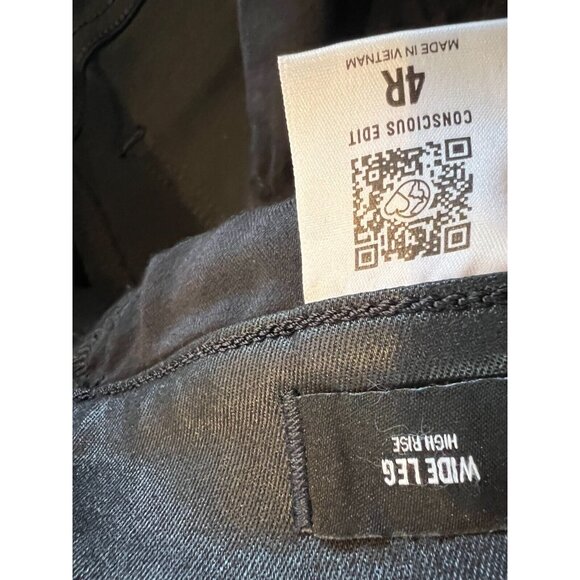 WIDE LEG
HIGH RISE
CONSCIOUS EDIT
4R
MADE IN VIETNAM